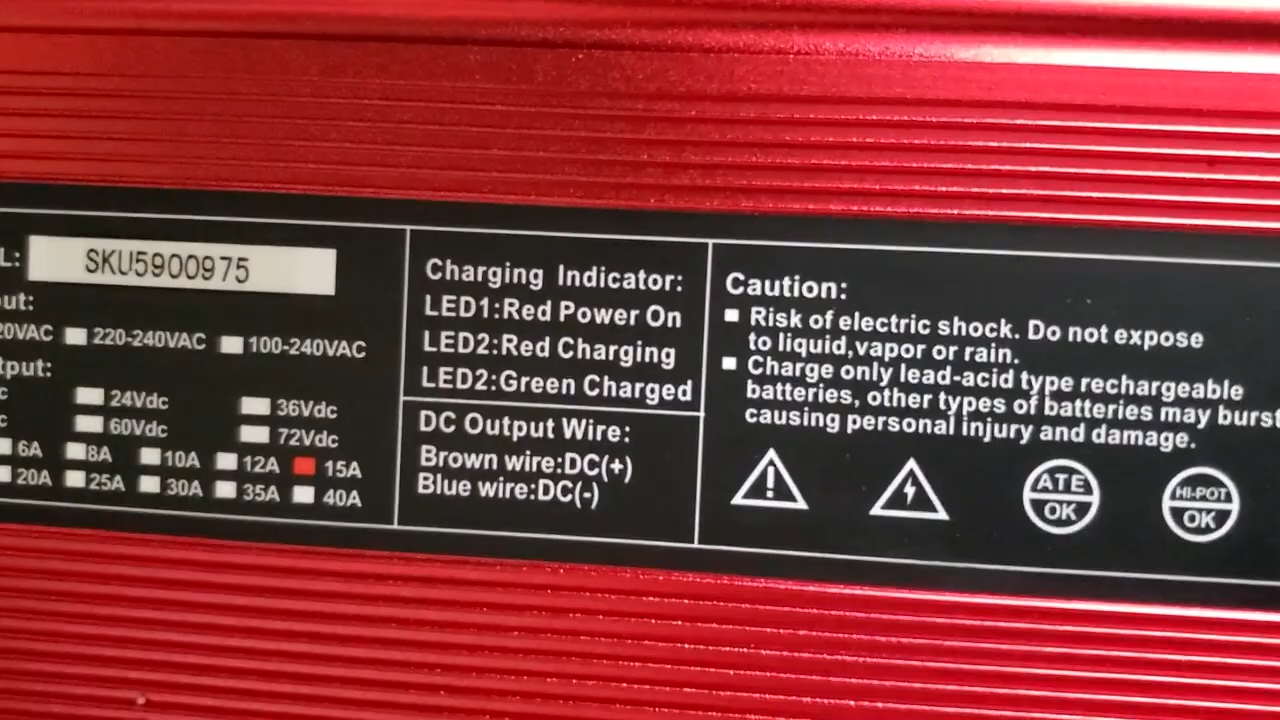 L: SKU5900975
ut:
20VAC 220-240VAC 100-240VAC
tput:
c 24Vdc 36Vdc
c 60Vdc 72Vdc
6A 8A 10A 12A 15A
20A 25A 30A 35A 40A
Charging Indicator:
LED1:Red Power On
LED2:Red Charging
LED2:Green Charged
DC Output Wire:
Brown wire:DC(+)
Blue wire:DC(-)
Caution:
Risk of electric shock. Do not expose
to liquid,vapor or rain.
Charge only lead-acid type rechargeable
batteries, other types of batteries may burst
causing personal injury and damage.
ATE
OK
HI-POT
OK